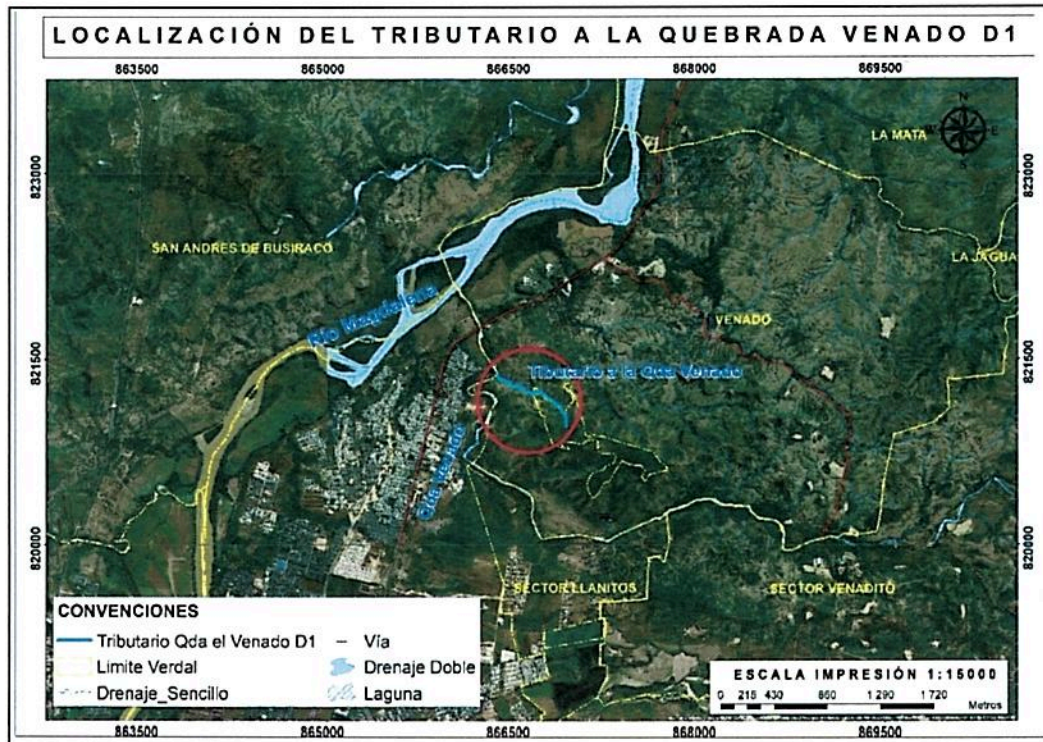 LOCALIZACIÓN DEL TRIBUTARIO A LA QUEBRADA VENADO D1
863500 865000 866500 868000 869500
N
E
S
LA MATA
823000 823000
SAN ANDRES DE BUSIRACO
LA JAGUA
Río Magdalena
VENADO
821500 821500
Tibutario a la Qda Venado
Qda Venado
820000 820000
SECTOR LLANITOS
SECTOR VENADITO
CONVENCIONES
Tributario Qda el Venado D1
Vía
Limite Verdal
Drenaje Doble
Drenaje_Sencillo
Laguna
ESCALA IMPRESIÓN 1:15000
0 215 430 860 1.290 1.720
Metros
863500 865000 866500 868000 869500